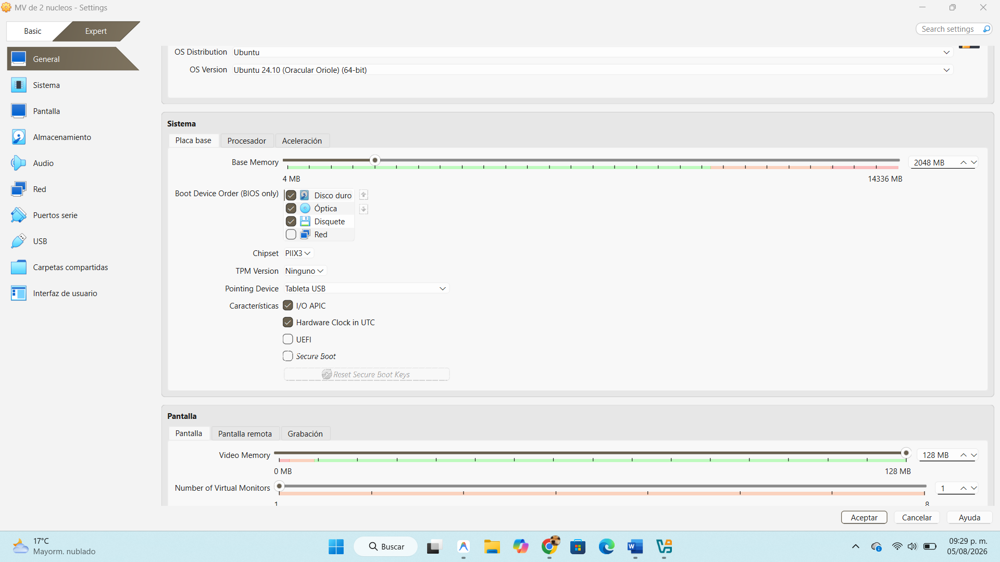 MV de 2 nucleos - Settings
Basic
Expert
Search settings
General
Sistema
Pantalla
Almacenamiento
Audio
Red
Puertos serie
USB
Carpetas compartidas
Interfaz de usuario
OS Distribution Ubuntu
OS Version Ubuntu 24.10 (Oracular Oriole) (64-bit)
Sistema
Placa base Procesador Aceleración
Base Memory 2048 MB
4 MB 14336 MB
Boot Device Order (BIOS only) Disco duro
Óptica
Disquete
Red
Chipset PIIX3
TPM Version Ninguno
Pointing Device Tableta USB
Características I/O APIC
Hardware Clock in UTC
UEFI
Secure Boot
Reset Secure Boot Keys
Pantalla
Pantalla Pantalla remota Grabación
Video Memory 128 MB
0 MB 128 MB
Number of Virtual Monitors 1
1 8
Aceptar Cancelar Ayuda
17°C
Mayorm. nublado
Buscar
09:29 p. m.
05/08/2026